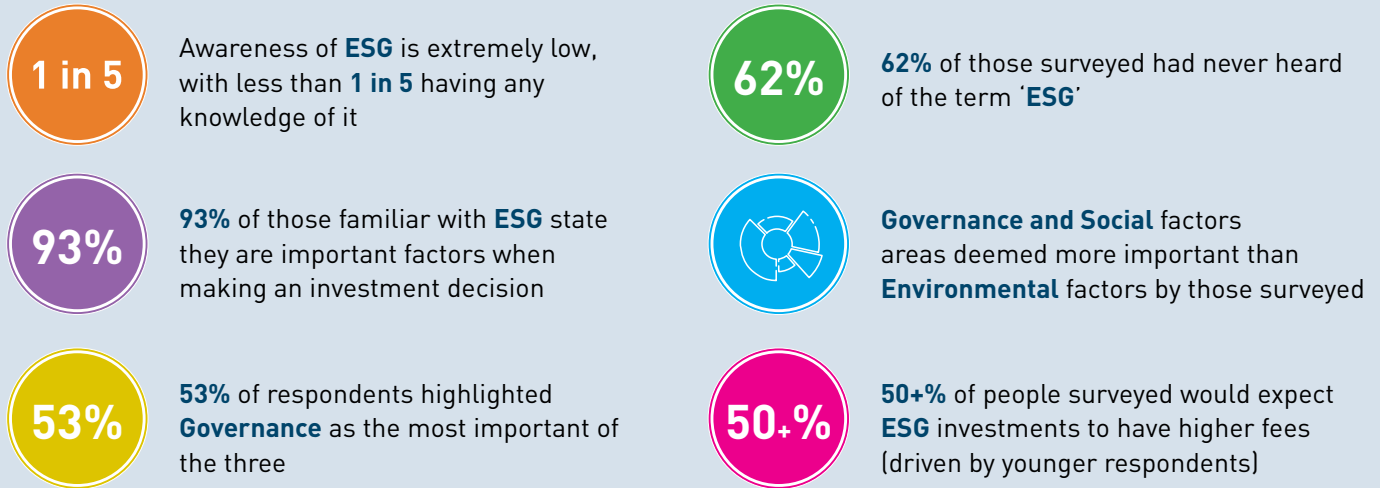 1 in 5
Awareness of ESG is extremely low,
with less than 1 in 5 having any
knowledge of it
62%
62% of those surveyed had never heard
of the term ‘ESG’
93%
93% of those familiar with ESG state
they are important factors when
making an investment decision
Governance and Social factors
areas deemed more important than
Environmental factors by those surveyed
53%
53% of respondents highlighted
Governance as the most important of
the three
50+%
50+% of people surveyed would expect
ESG investments to have higher fees
(driven by younger respondents)